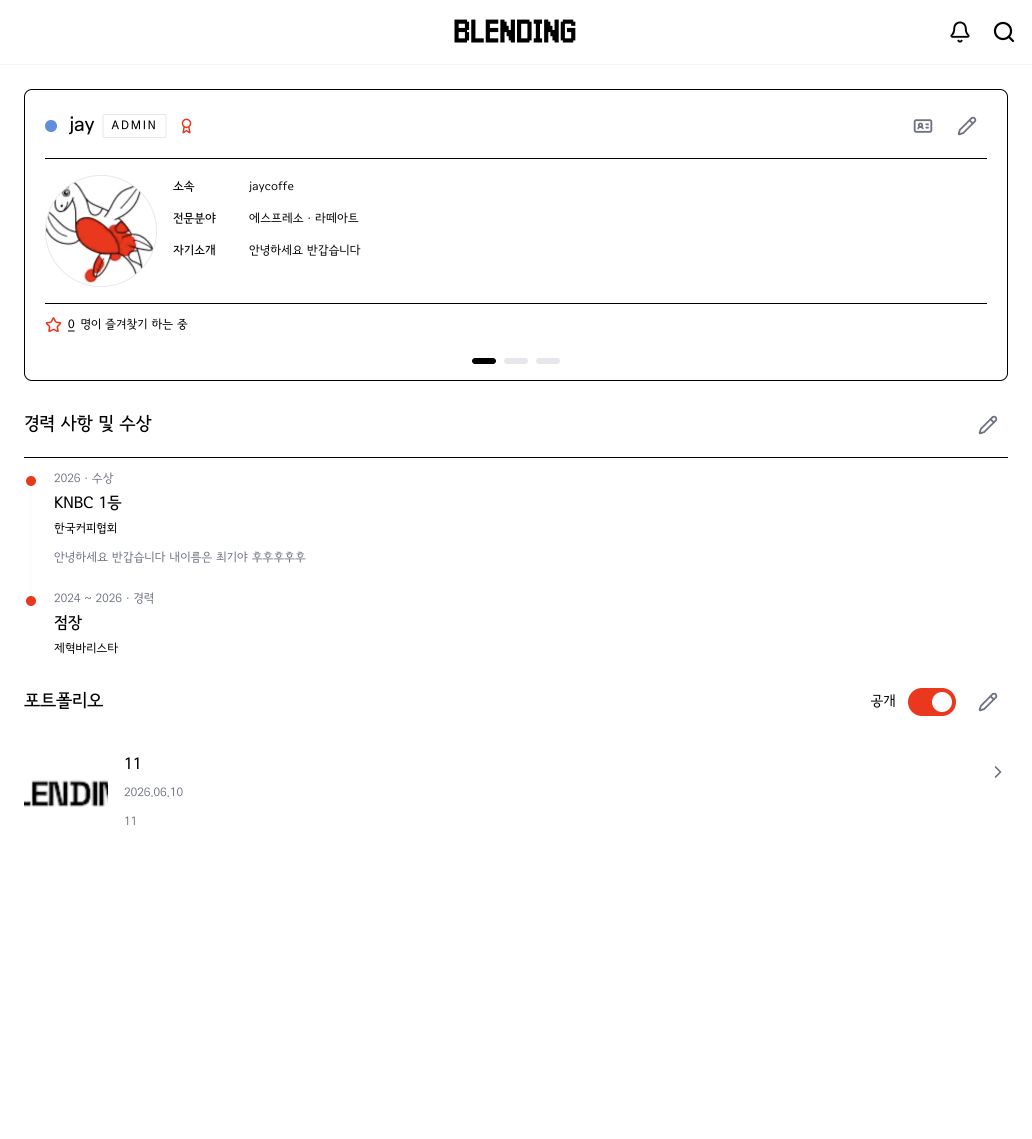 BLENDING
jay ADMIN
소속 jaycoffe
전문분야 에스프레소 · 라떼아트
자기소개 안녕하세요 반갑습니다
0 명이 즐겨찾기 하는 중
경력 사항 및 수상
2026 · 수상
KNBC 1등
한국커피협회
안녕하세요 반갑습니다 내이름은 최기야 후후후후후
2024 ~ 2026 · 경력
점장
제혁바리스타
포트폴리오 공개
11
LENDIN
2026.06.10
11